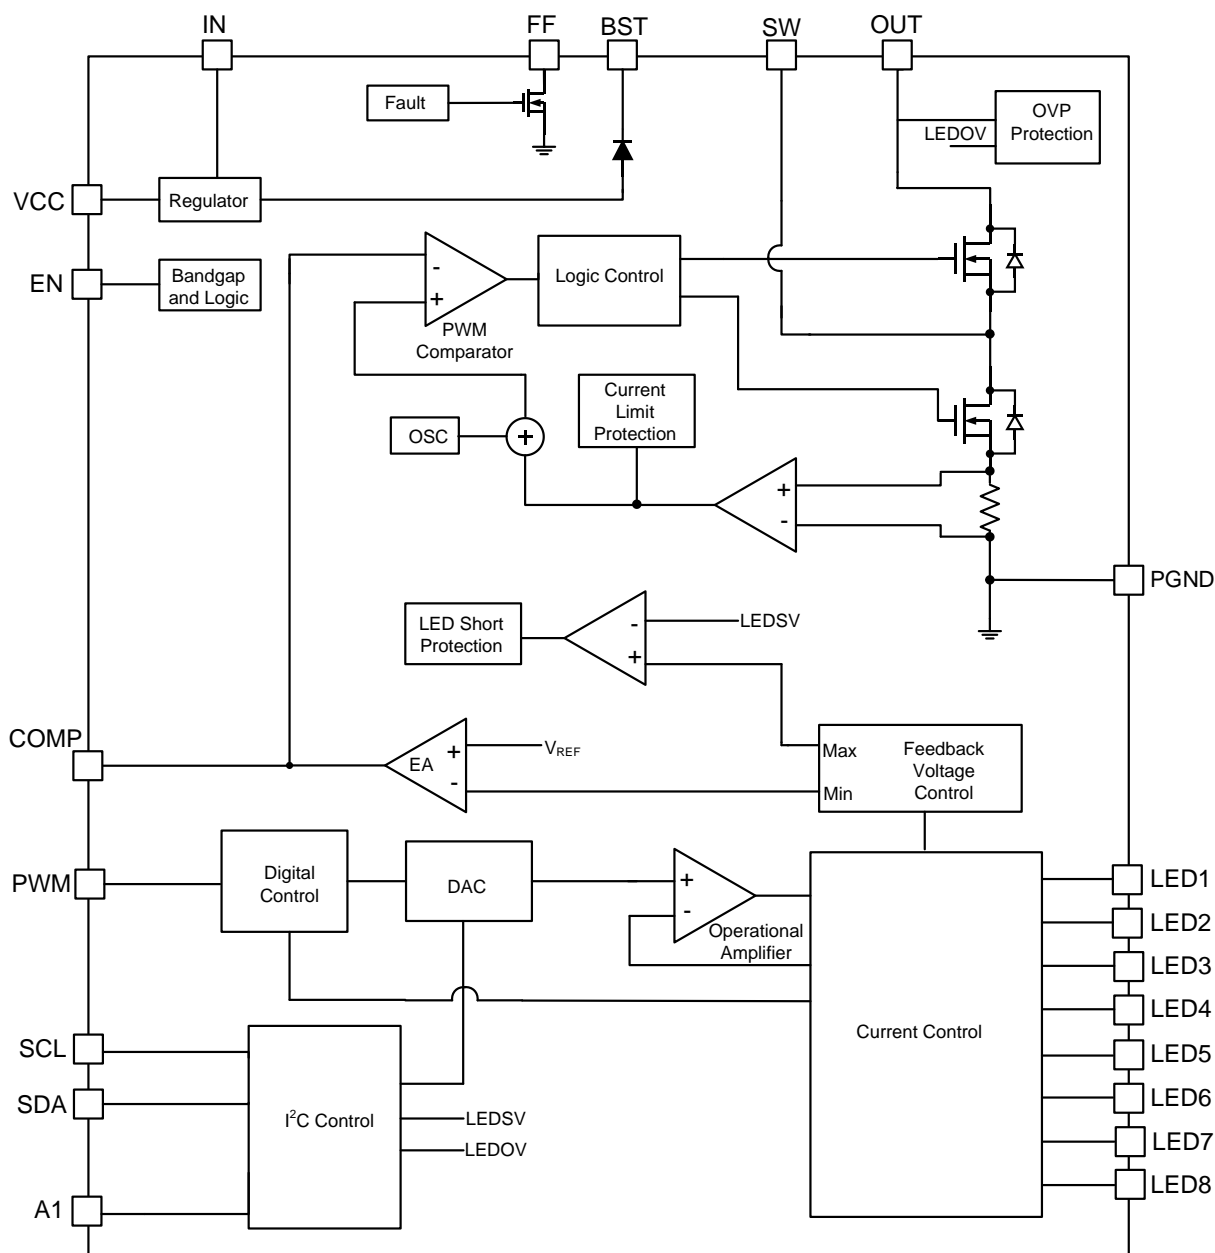 IN
FF
BST
SW
OUT
Fault
OVP
Protection
LEDOV
VCC
Regulator
EN
Bandgap
and Logic
-
+
PWM
Comparator
Logic Control
Current
Limit
Protection
OSC
+
+
-
PGND
LED Short
Protection
-
+
LEDSV
COMP
EA
+
-
VREF
Max
Min
Feedback
Voltage
Control
PWM
Digital
Control
DAC
+
-
Operational
Amplifier
Current Control
LED1
LED2
LED3
LED4
LED5
LED6
LED7
LED8
SCL
SDA
A1
I²C Control
LEDSV
LEDOV